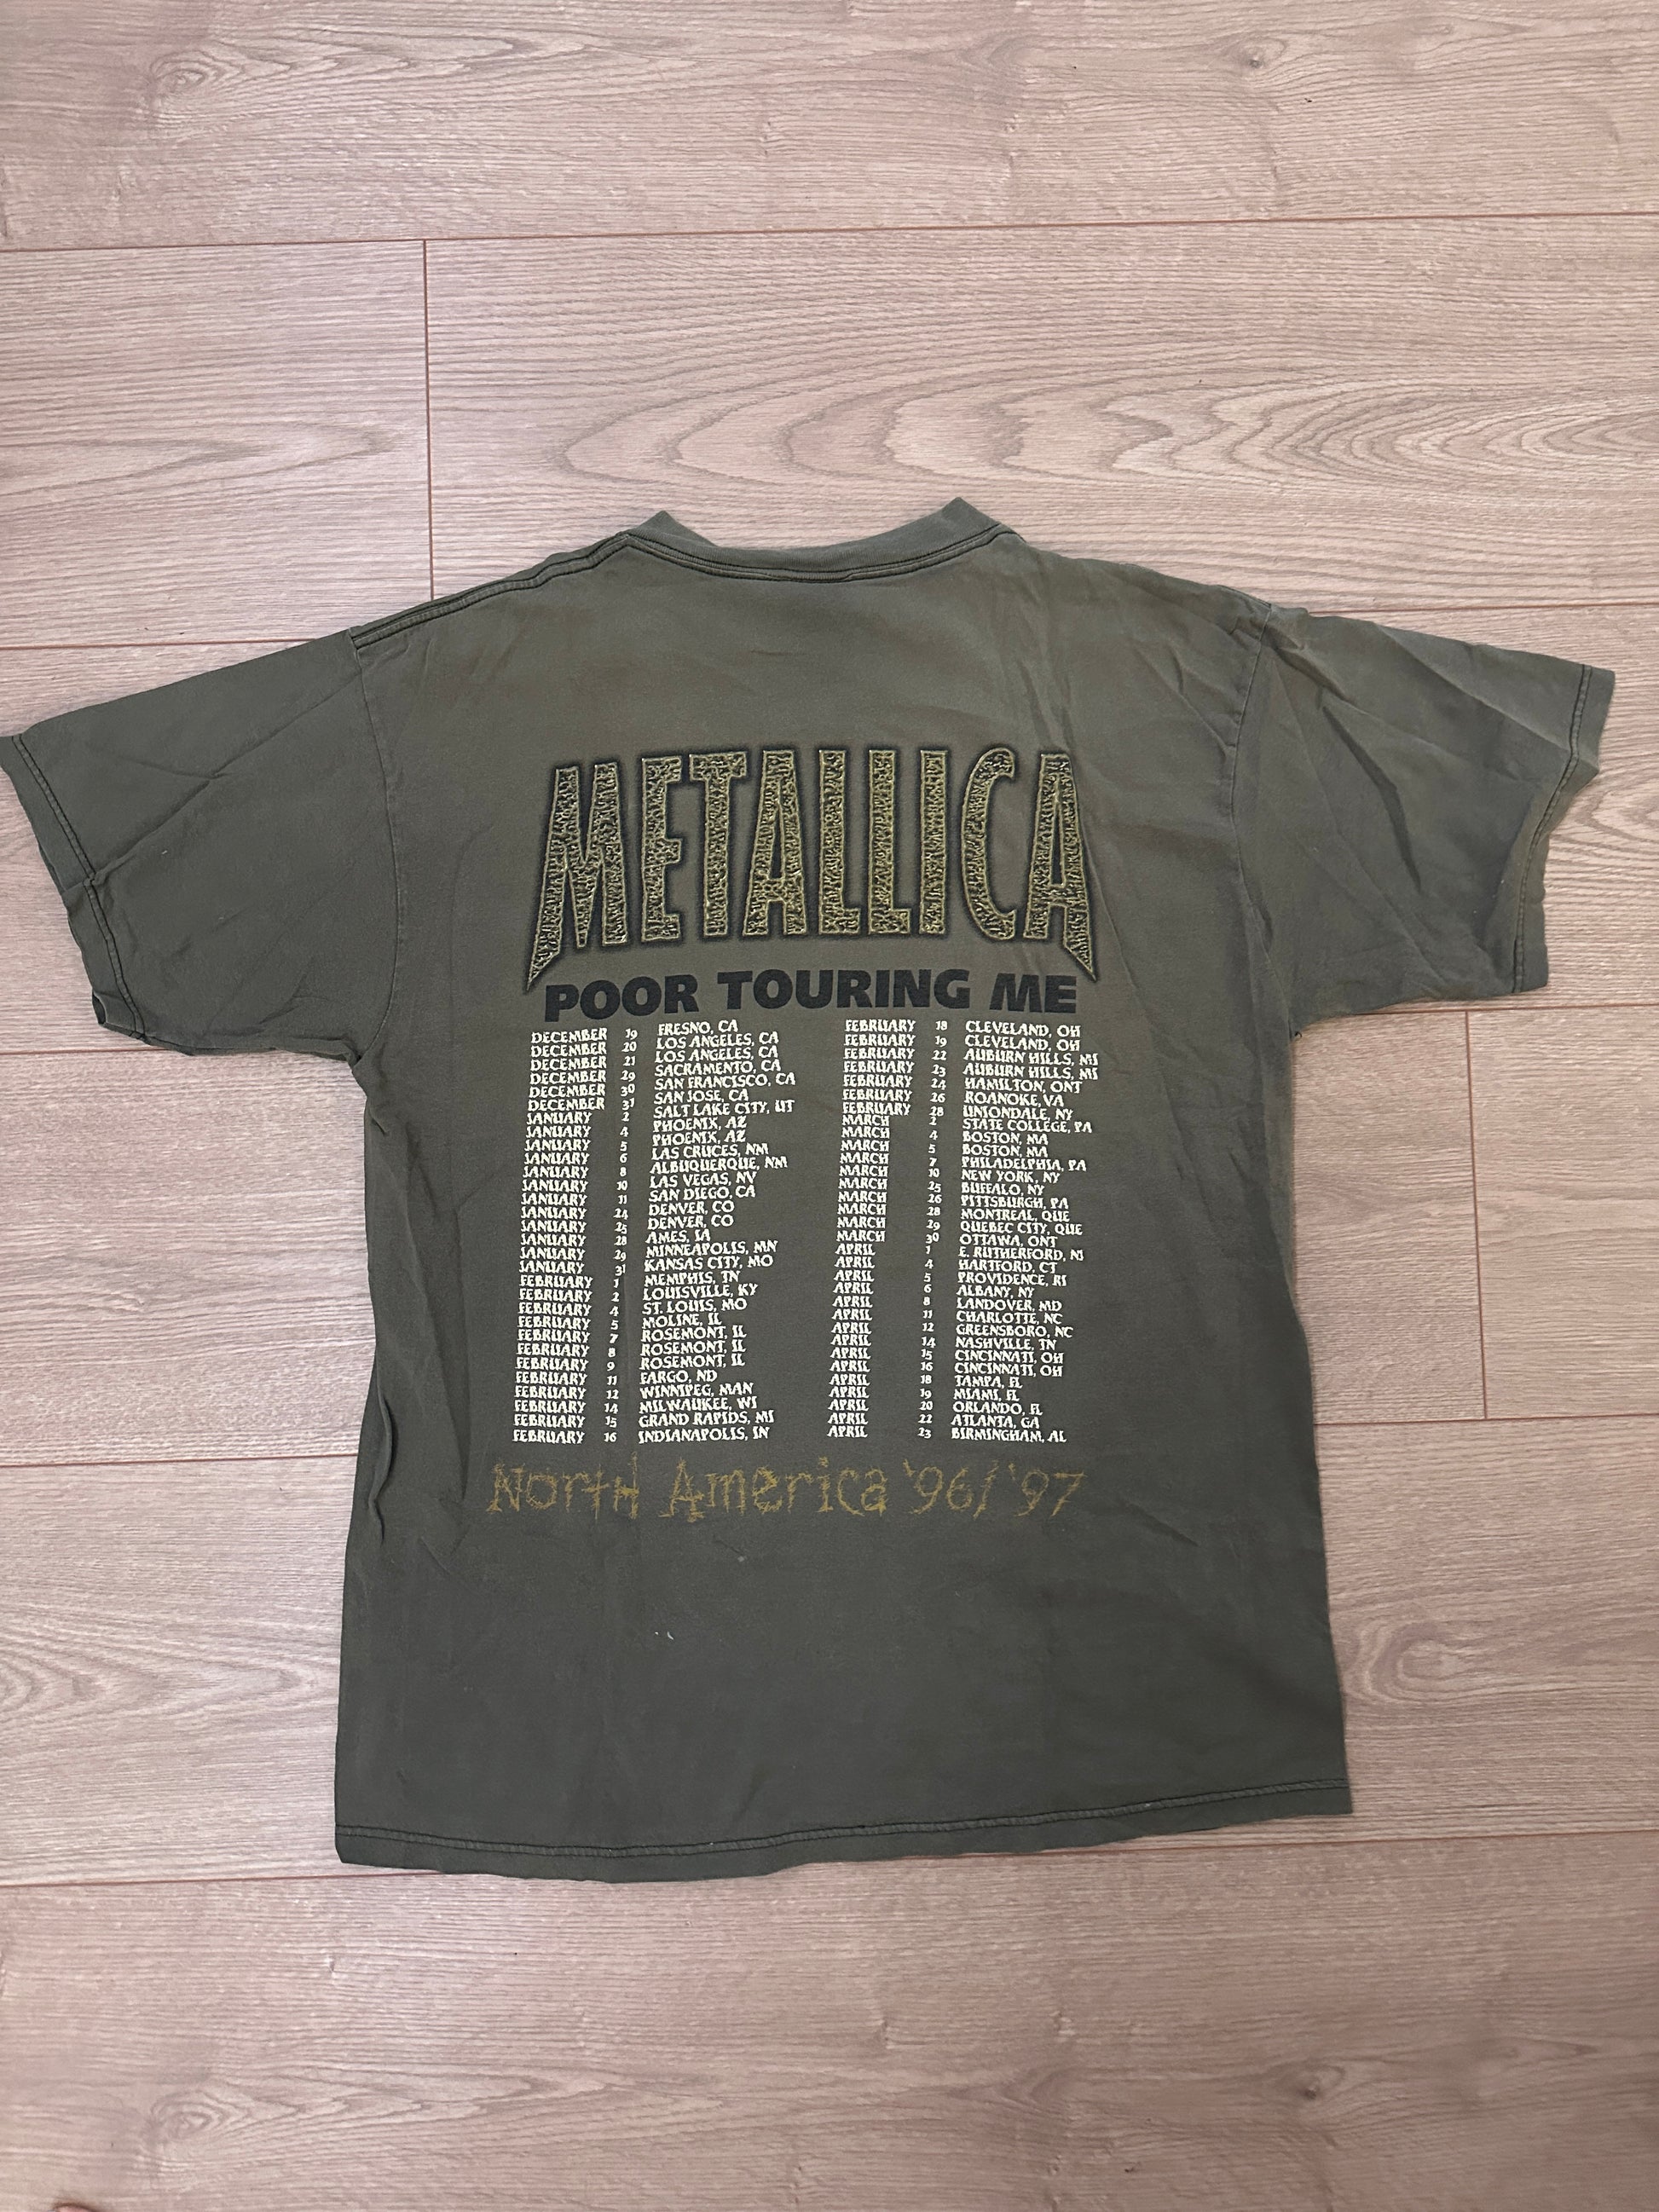 METALLICA
POOR TOURING ME
DECEMBER 19 FRESNO, CA
DECEMBER 20 LOS ANGELES, CA
DECEMBER 21 LOS ANGELES, CA
DECEMBER 29 SACRAMENTO, CA
DECEMBER 30 SAN FRANCISCO, CA
DECEMBER 31 SAN JOSE, CA
JANUARY 2 SALT LAKE CITY, UT
JANUARY 4 PHOENIX, AZ
JANUARY 5 PHOENIX, AZ
JANUARY 6 LAS CRUCES, NM
JANUARY 8 ALBUQUERQUE, NM
JANUARY 10 LAS VEGAS, NV
JANUARY 11 SAN DIEGO, CA
JANUARY 24 DENVER, CO
JANUARY 25 DENVER, CO
JANUARY 28 AMES, IA
JANUARY 29 MINNEAPOLIS, MN
JANUARY 31 KANSAS CITY, MO
FEBRUARY 1 MEMPHIS, TN
FEBRUARY 2 LOUISVILLE, KY
FEBRUARY 4 ST. LOUIS, MO
FEBRUARY 5 MOLINE, IL
FEBRUARY 7 ROSEMONT, IL
FEBRUARY 8 ROSEMONT, IL
FEBRUARY 9 ROSEMONT, IL
FEBRUARY 11 FARGO, ND
FEBRUARY 12 WINNIPEG, MAN
FEBRUARY 14 MILWAUKEE, WI
FEBRUARY 15 GRAND RAPIDS, MI
FEBRUARY 16 INDIANAPOLIS, IN
FEBRUARY 18 CLEVELAND, OH
FEBRUARY 19 CLEVELAND, OH
FEBRUARY 22 AUBURN HILLS, MI
FEBRUARY 23 AUBURN HILLS, MI
FEBRUARY 24 HAMILTON, ONT
FEBRUARY 26 ROANOKE, VA
FEBRUARY 28 UNIONDALE, NY
MARCH 2 STATE COLLEGE, PA
MARCH 4 BOSTON, MA
MARCH 5 BOSTON, MA
MARCH 7 PHILADELPHIA, PA
MARCH 10 NEW YORK, NY
MARCH 25 BUFFALO, NY
MARCH 26 PITTSBURGH, PA
MARCH 28 MONTREAL, QUE
MARCH 29 QUEBEC CITY, QUE
MARCH 30 OTTAWA, ONT
APRIL 1 E. RUTHERFORD, NJ
APRIL 4 HARTFORD, CT
APRIL 5 PROVIDENCE, RI
APRIL 6 ALBANY, NY
APRIL 8 LANDOVER, MD
APRIL 11 CHARLOTTE, NC
APRIL 12 GREENSBORO, NC
APRIL 14 NASHVILLE, TN
APRIL 15 CINCINNATI, OH
APRIL 16 CINCINNATI, OH
APRIL 18 TAMPA, FL
APRIL 19 MIAMI, FL
APRIL 20 ORLANDO, FL
APRIL 22 ATLANTA, GA
APRIL 23 BIRMINGHAM, AL
North America '96/'97